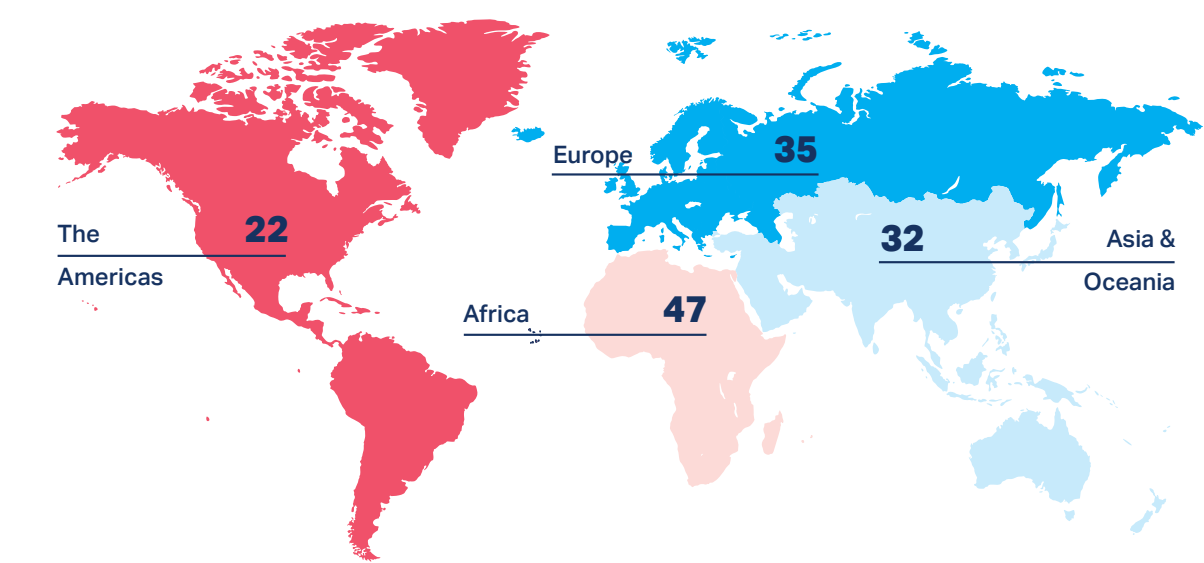 Europe 35
The 22
Americas
32 Asia &
Oceania
Africa 47